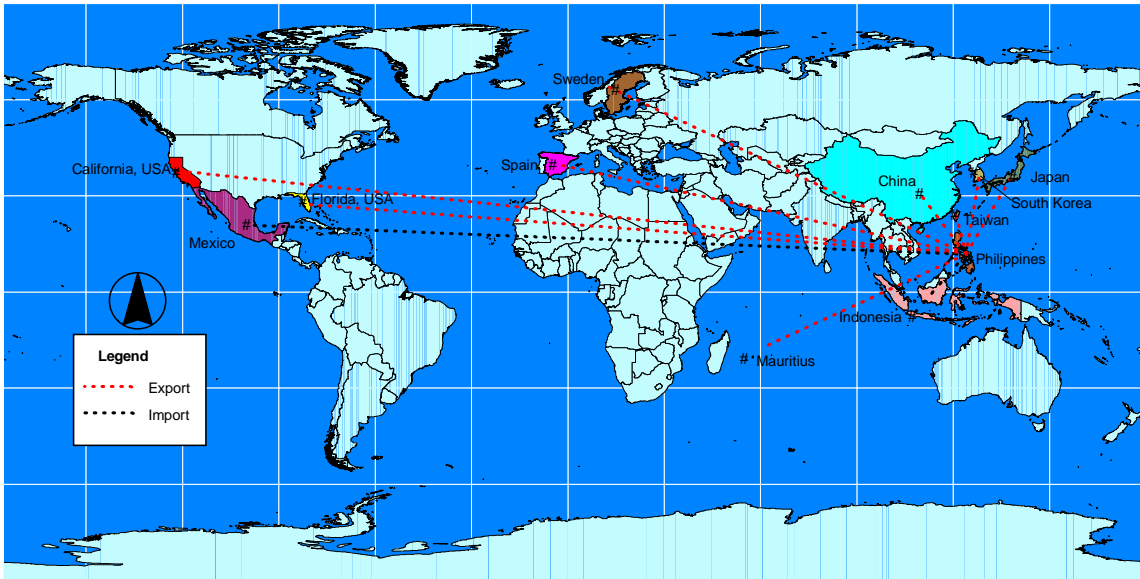 Sweden #
California, USA #
Spain #
# Florida, USA
China
#
Japan
South Korea
#
Taiwan
#
Mexico
Philippines
Indonesia #
# Mauritius
Legend
Export
Import